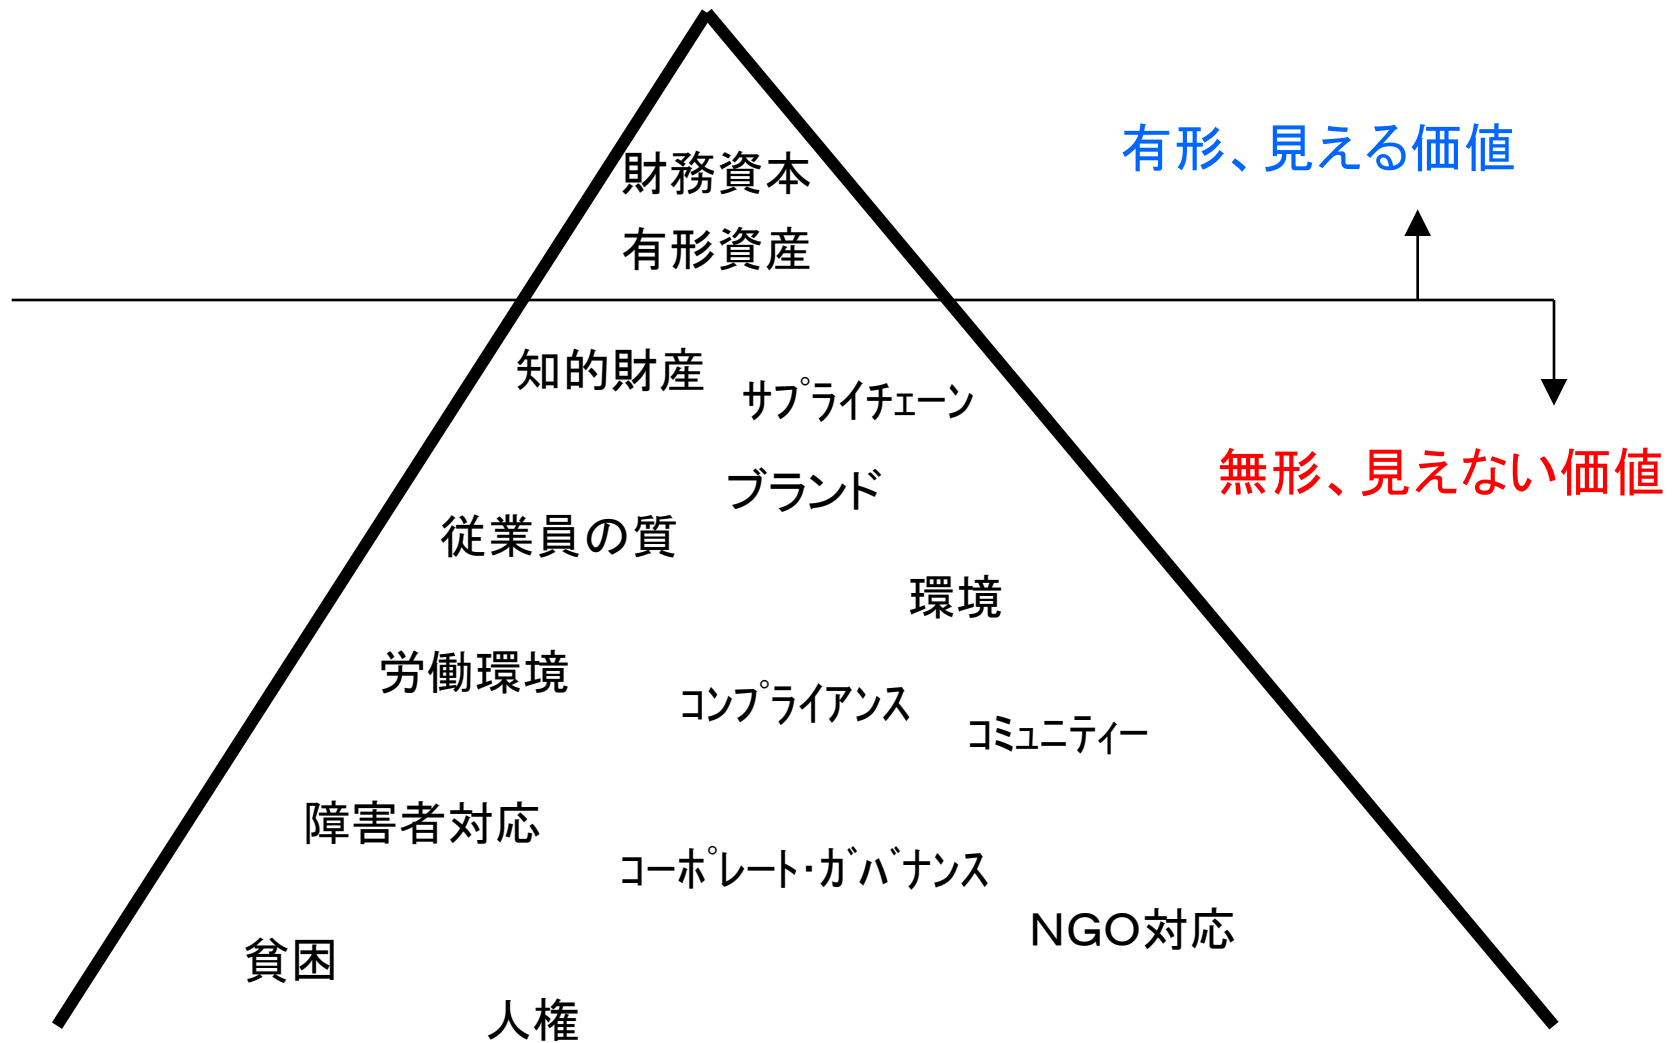 有形、見える価値
財務資本
有形資産
知的財産
ｻﾌﾟﾗｲﾁｪｰﾝ
無形、見えない価値
ブランド
従業員の質
環境
労働環境
ｺﾝﾌﾟﾗｲｱﾝｽ
ｺﾐｭﾆﾃｨｰ
障害者対応
ｺｰﾎﾟﾚｰﾄ･ｶﾞﾊﾞﾅﾝｽ
NGO対応
貧困
人権